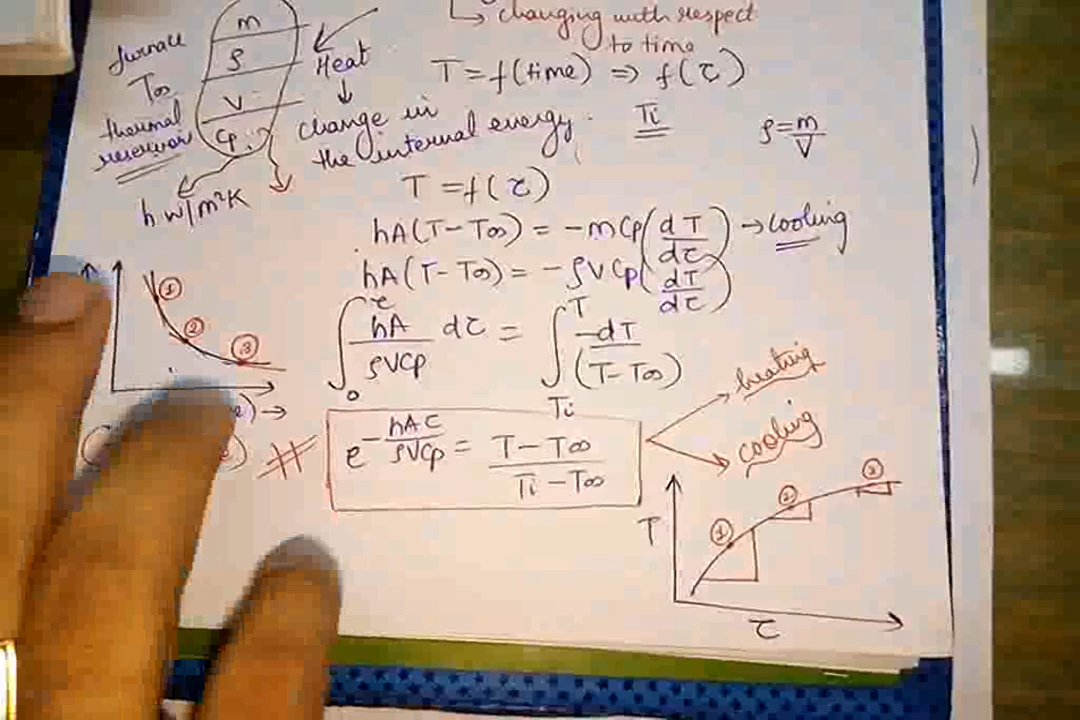 ↳ changing with respect
to time
furnace
T∞
thermal
reservoir
m
ρ
V
Cp
Heat
↓
change in
the internal energy.
T = f(time) ⇒ f(τ)
Ti
ρ = m/V
h W/m²K
T = f(τ)
hA(T - T∞) = -mCp(dT/dτ) → cooling
hA(T - T∞) = -ρVCp(dT/dτ)
∫₀^τ hA/ρVCp dτ = ∫_Ti^T -dT/(T - T∞)
① ② ③
# e^(-hAτ/ρVCp) = (T - T∞)/(Ti - T∞)
heating
cooling
① ② ③
T
τ